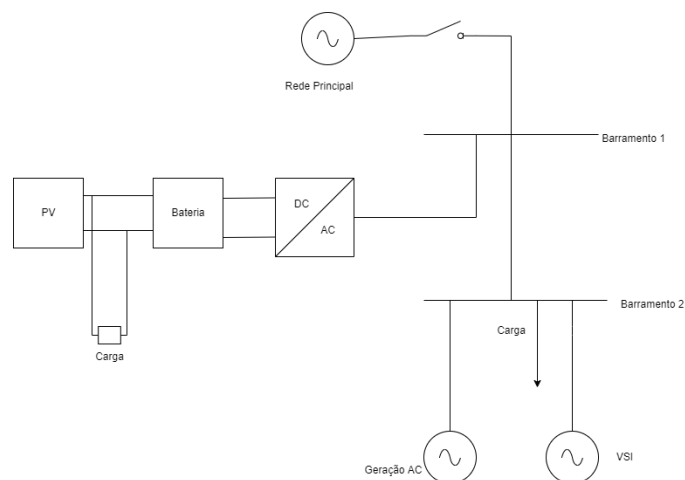 Rede Principal
Barramento 1
PV
Bateria
DC
AC
Barramento 2
Carga
Carga
Geração AC
VSI